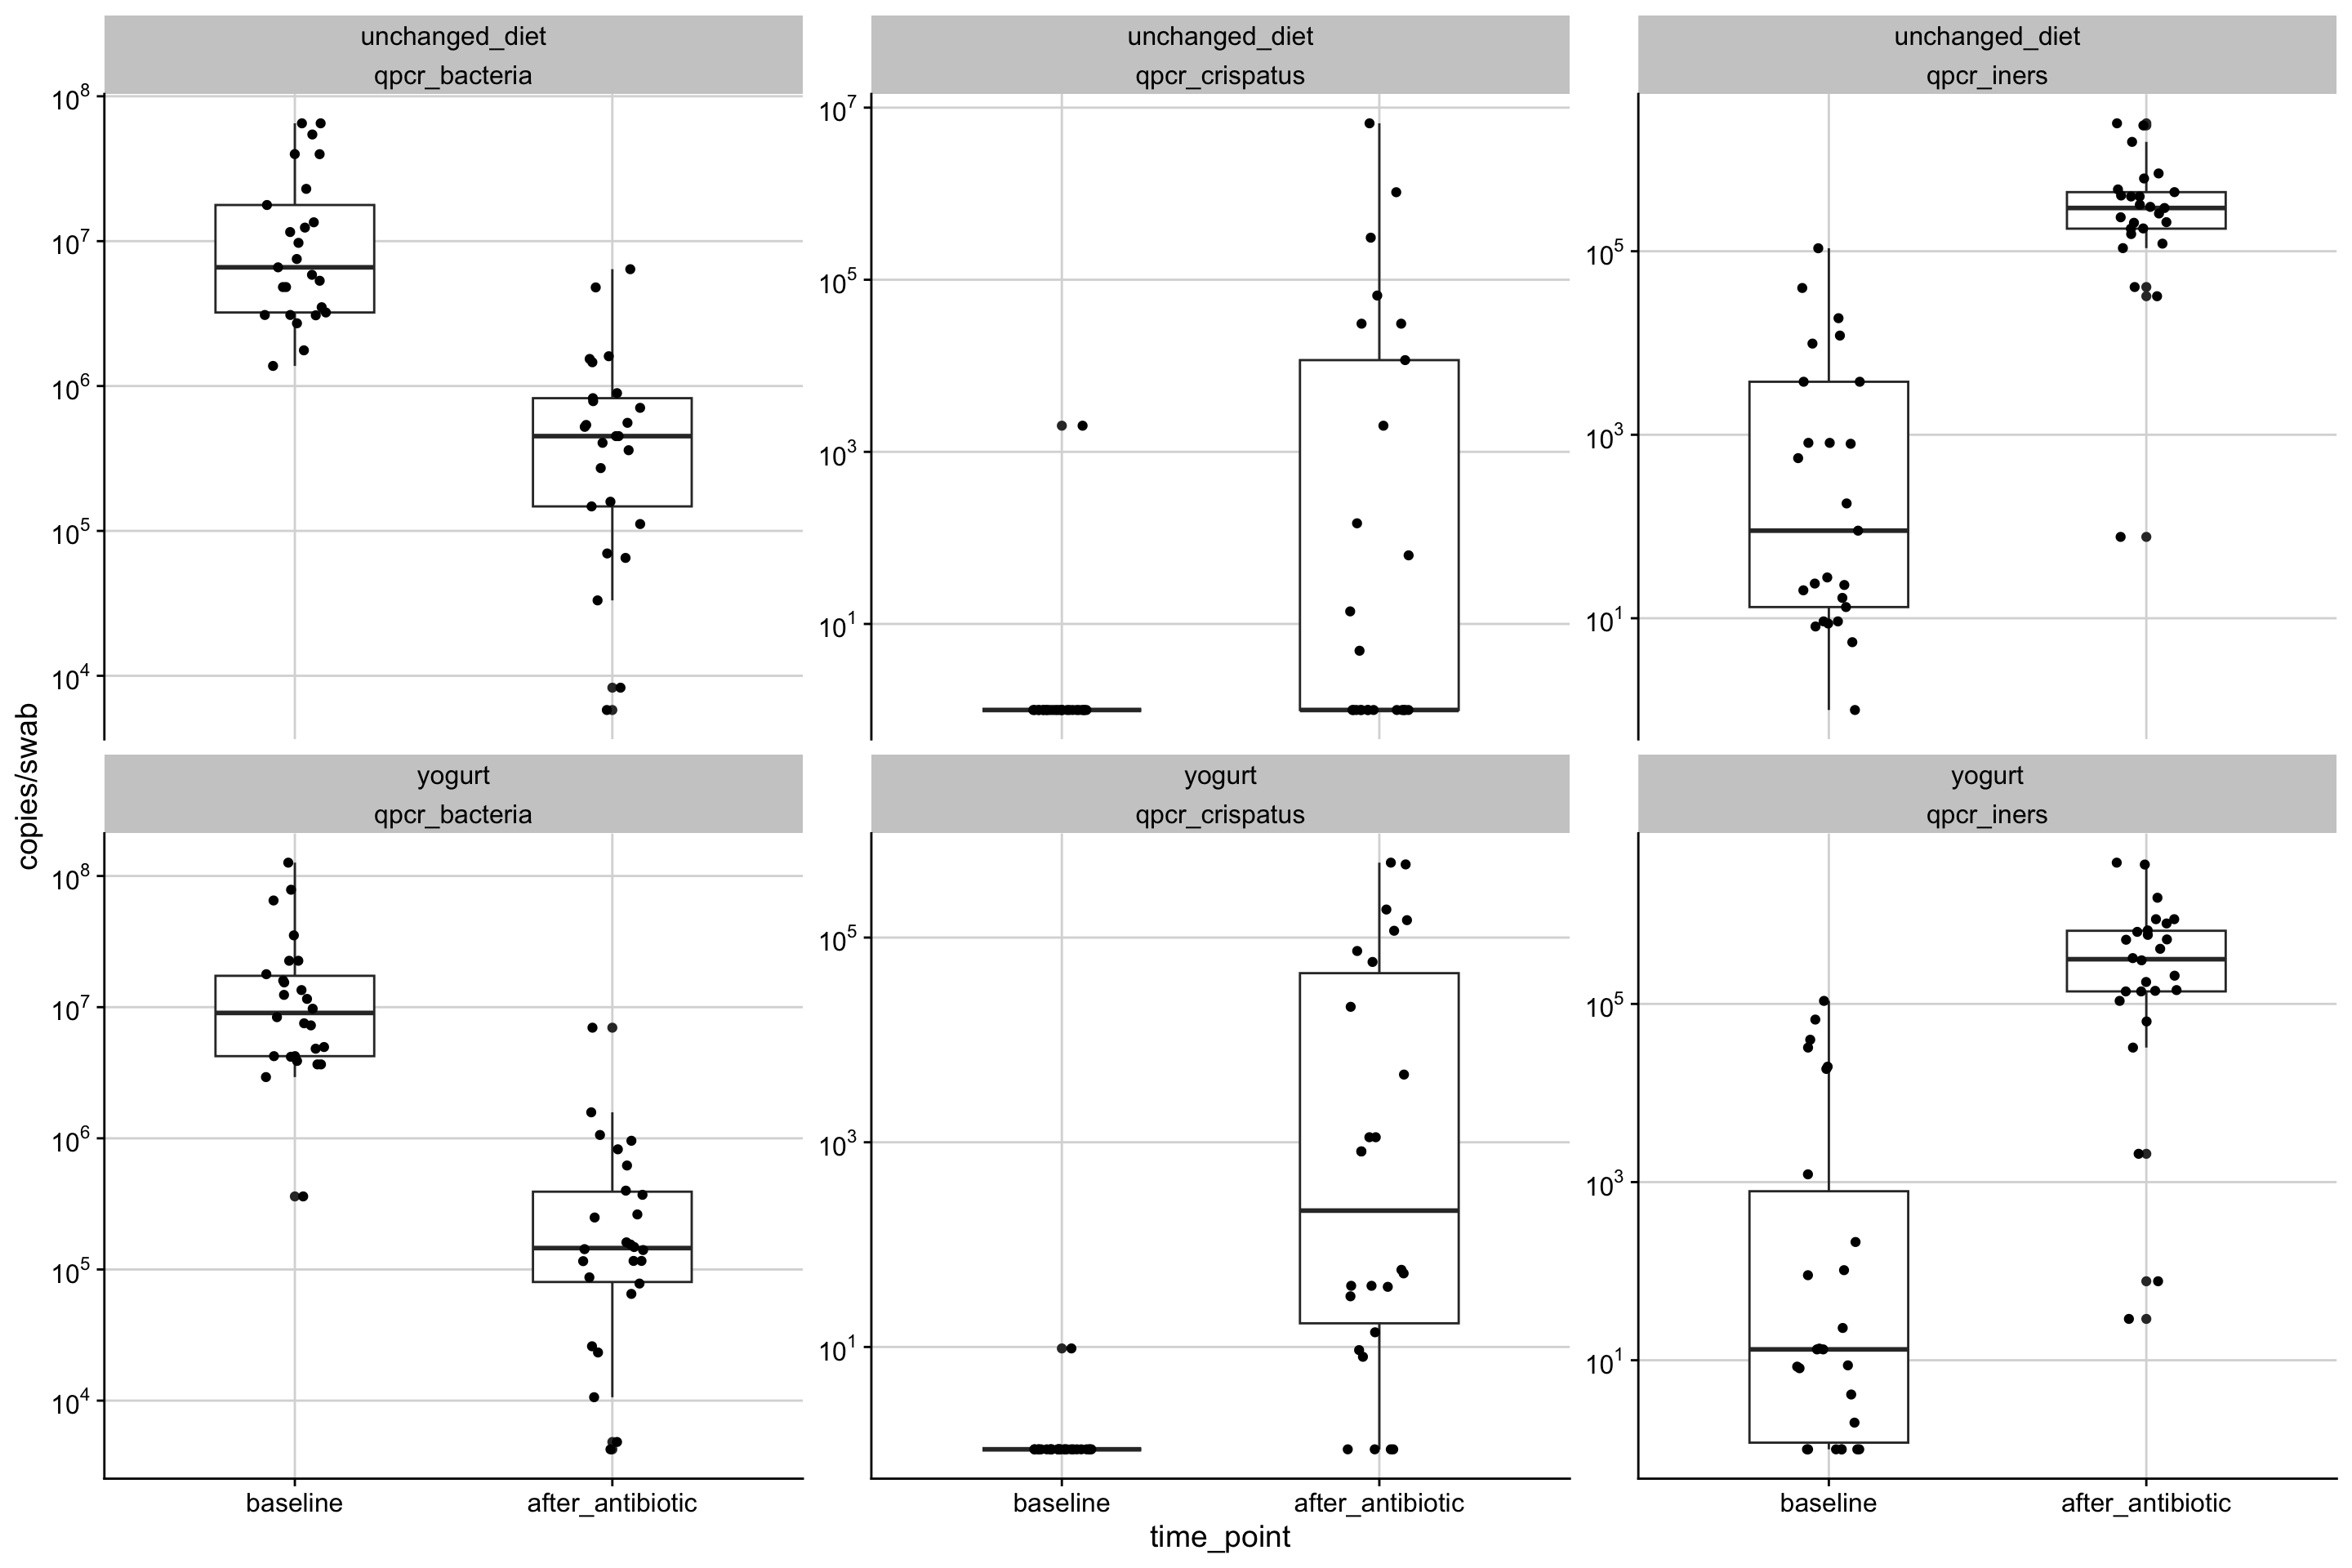 unchanged_diet
qpcr_bacteria
unchanged_diet
qpcr_crispatus
unchanged_diet
qpcr_iners
10^8
10^7
10^6
10^5
10^4
10^7
10^5
10^3
10^1
10^5
10^3
10^1
copies/swab
yogurt
qpcr_bacteria
yogurt
qpcr_crispatus
yogurt
qpcr_iners
10^8
10^7
10^6
10^5
10^4
10^5
10^3
10^1
10^5
10^3
10^1
baseline
after_antibiotic
baseline
after_antibiotic
baseline
after_antibiotic
time_point